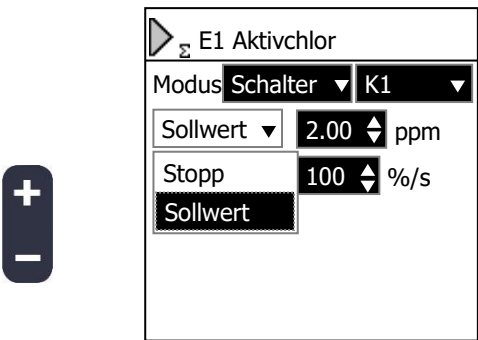 Σ E1 Aktivchlor
Modus Schalter ▼ K1 ▼
Sollwert ▼ 2.00 ppm
Stopp 100 %/s
Sollwert
+
−